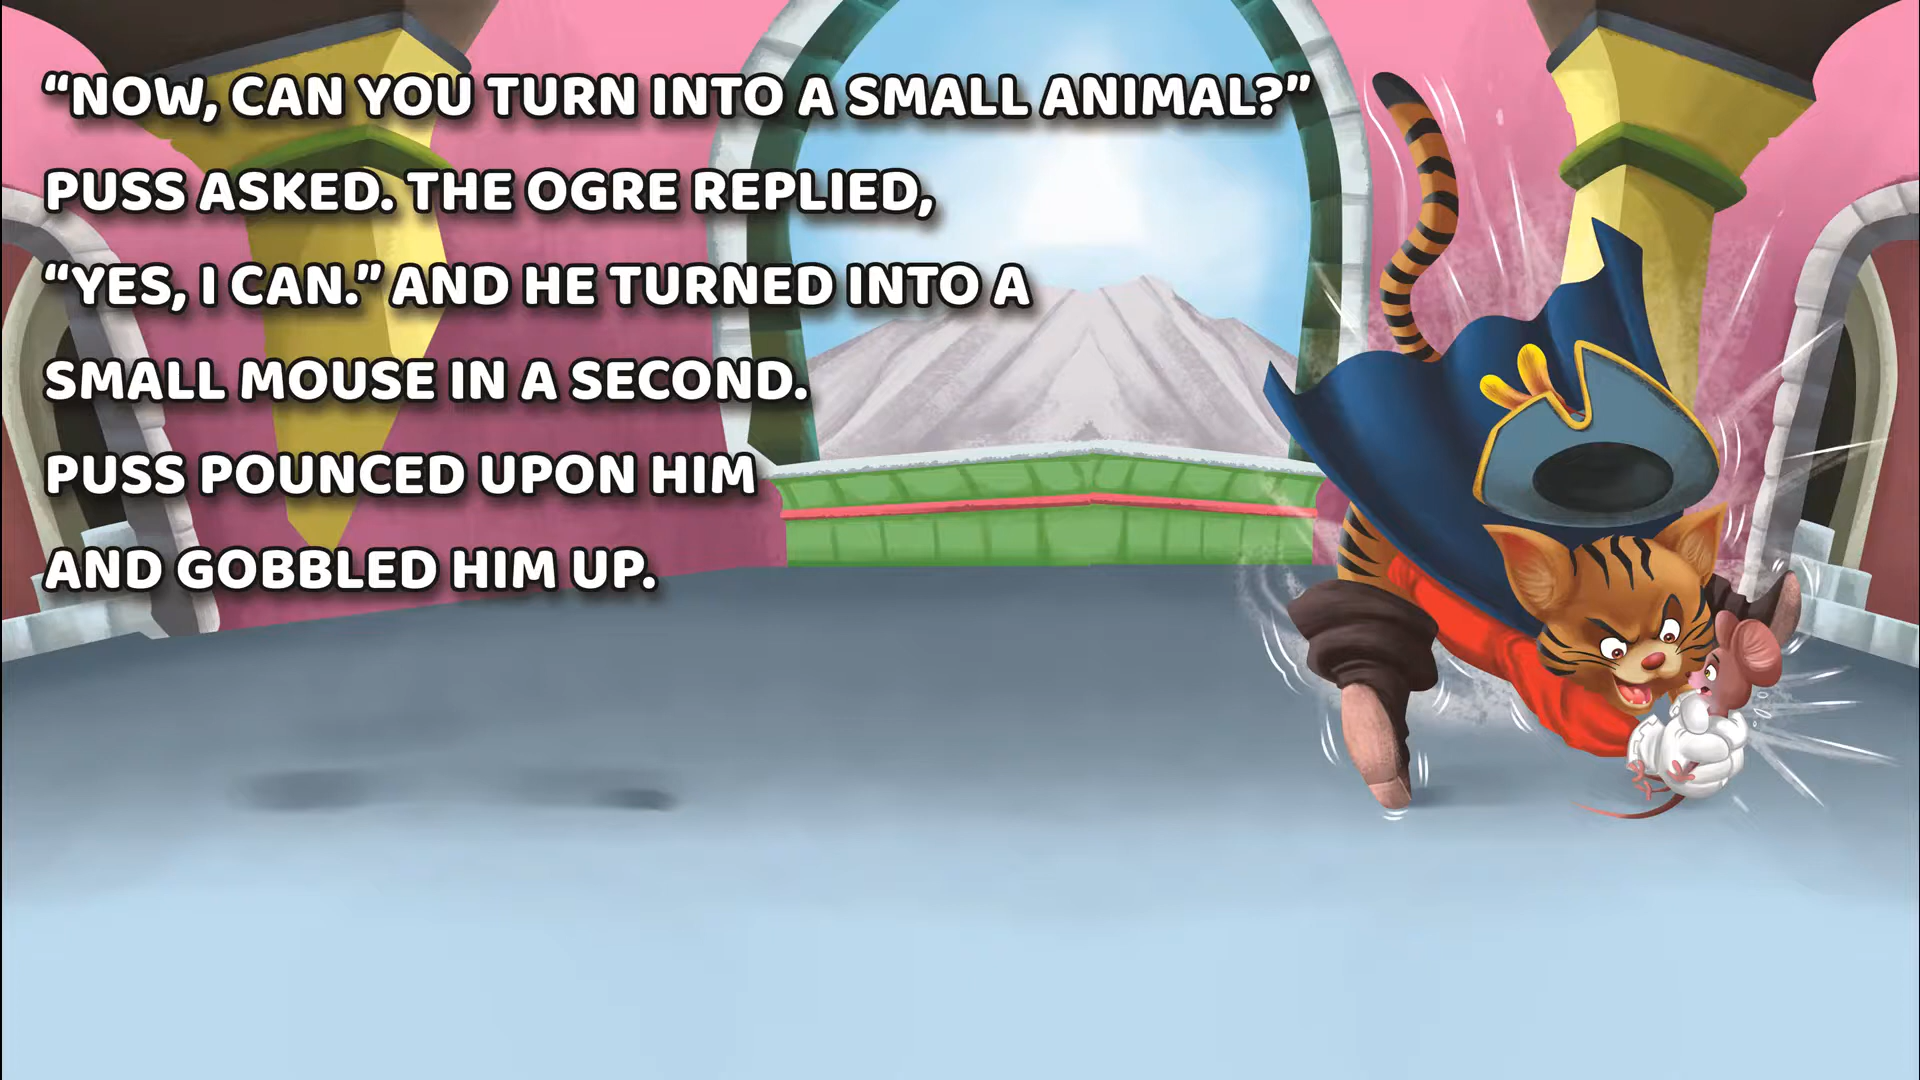 “NOW, CAN YOU TURN INTO A SMALL ANIMAL?”
PUSS ASKED. THE OGRE REPLIED,
“YES, I CAN.” AND HE TURNED INTO A
SMALL MOUSE IN A SECOND.
PUSS POUNCED UPON HIM
AND GOBBLED HIM UP.